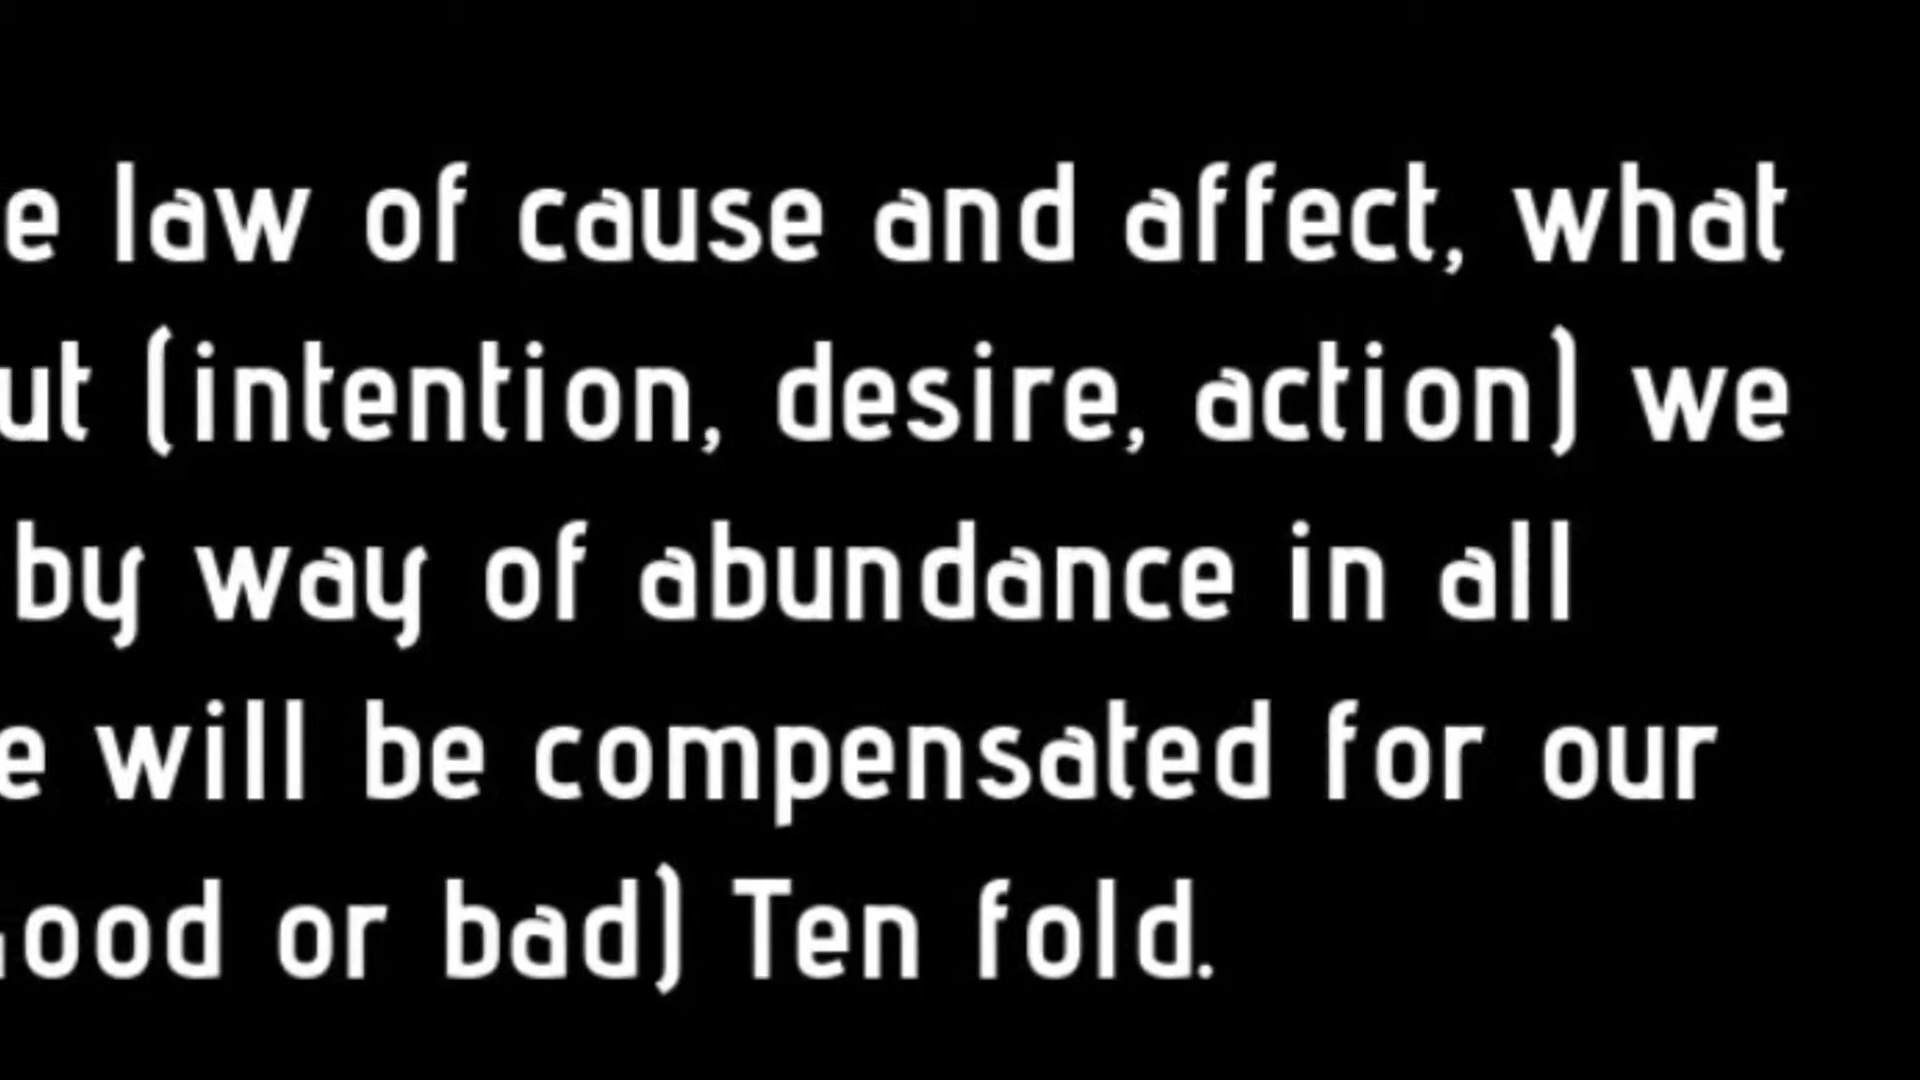 e law of cause and affect, what
ut (intention, desire, action) we
by way of abundance in all
e will be compensated for our
ood or bad) Ten fold.